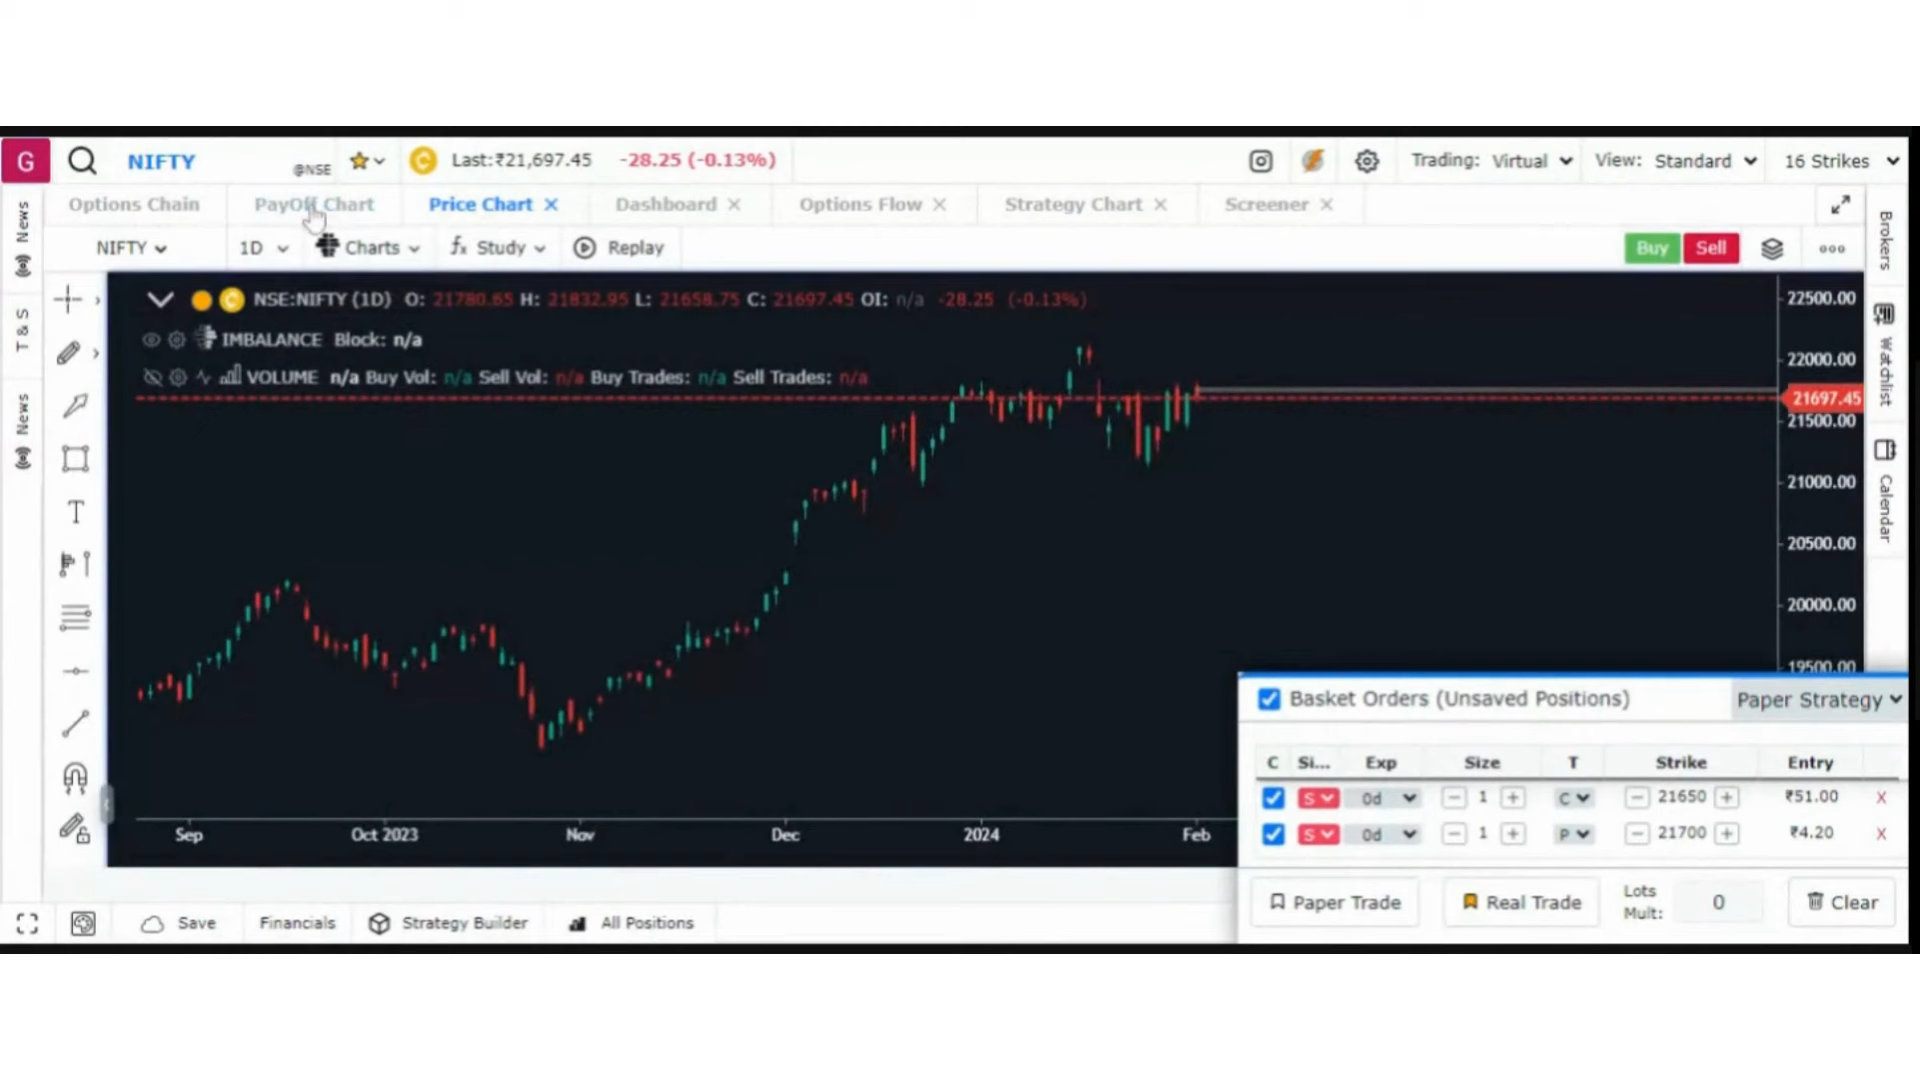 G NIFTY @NSE Last:₹21,697.45 -28.25 (-0.13%) Trading: Virtual View: Standard 16 Strikes
Options Chain PayOff Chart Price Chart Dashboard Options Flow Strategy Chart Screener
NIFTY 1D Charts fx Study Replay Buy Sell
News
T & S
News
Brokers
Watchlist
Calendar
NSE:NIFTY (1D) O: 21780.65 H: 21832.95 L: 21658.75 C: 21697.45 OI: n/a -28.25 (-0.13%)
IMBALANCE Block: n/a
VOLUME n/a Buy Vol: n/a Sell Vol: n/a Buy Trades: n/a Sell Trades: n/a
22500.00
22000.00
21697.45
21500.00
21000.00
20500.00
20000.00
19500.00
Sep Oct 2023 Nov Dec 2024 Feb
Basket Orders (Unsaved Positions) Paper Strategy
C Si... Exp Size T Strike Entry
S 0d − 1 + C − 21650 + ₹51.00 X
S 0d − 1 + P − 21700 + ₹4.20 X
Paper Trade Real Trade Lots Mult: 0 Clear
Save Financials Strategy Builder All Positions